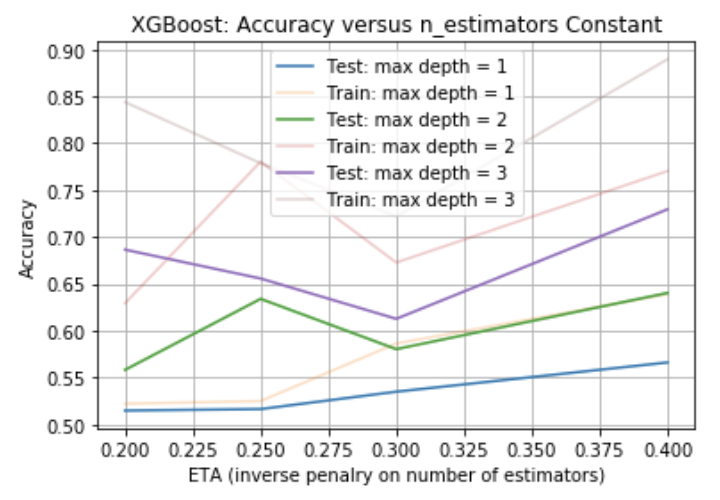 XGBoost: Accuracy versus n_estimators Constant
0.90
0.85
0.80
0.75
0.70
0.65
0.60
0.55
0.50
Accuracy
Test: max depth = 1
Train: max depth = 1
Test: max depth = 2
Train: max depth = 2
Test: max depth = 3
Train: max depth = 3
0.200 0.225 0.250 0.275 0.300 0.325 0.350 0.375 0.400
ETA (inverse penalry on number of estimators)